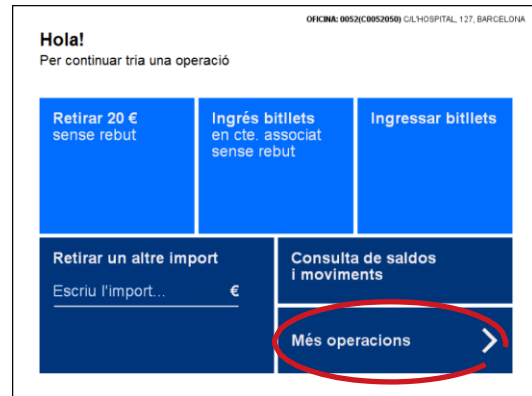 OFICINA: 0052(C0052050) C/L'HOSPITAL, 127, BARCELONA
Hola!
Per continuar tria una operació
Retirar 20 €
sense rebut
Ingrés bitllets
en cte. associat
sense rebut
Ingressar bitllets
Retirar un altre import
Escriu l'import... €
Consulta de saldos
i moviments
Més operacions